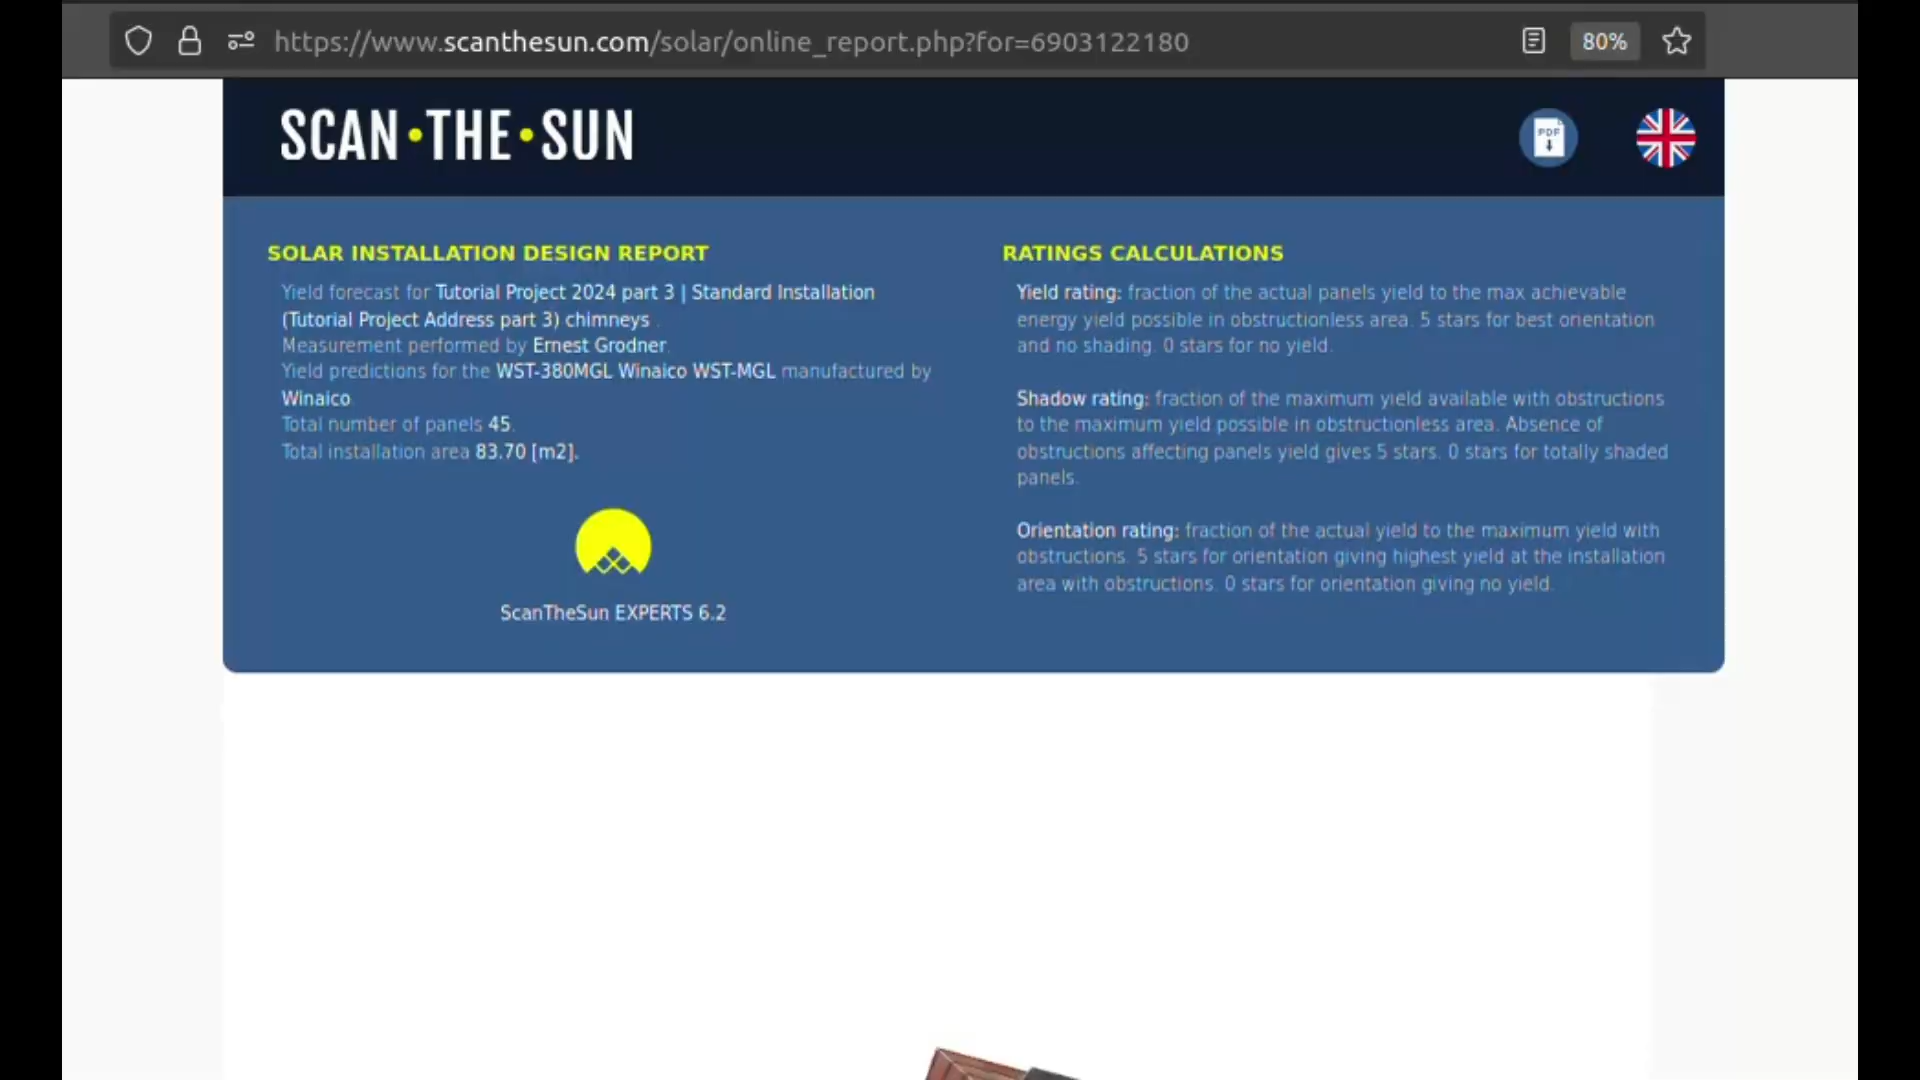 https://www.scanthesun.com/solar/online_report.php?for=6903122180
80%
SCAN•THE•SUN
PDF
SOLAR INSTALLATION DESIGN REPORT
Yield forecast for Tutorial Project 2024 part 3 | Standard Installation
(Tutorial Project Address part 3) chimneys .
Measurement performed by Ernest Grodner.
Yield predictions for the WST-380MGL Winaico WST-MGL manufactured by
Winaico.
Total number of panels 45.
Total installation area 83.70 [m2].
ScanTheSun EXPERTS 6.2
RATINGS CALCULATIONS
Yield rating: fraction of the actual panels yield to the max achievable
energy yield possible in obstructionless area. 5 stars for best orientation
and no shading. 0 stars for no yield.
Shadow rating: fraction of the maximum yield available with obstructions
to the maximum yield possible in obstructionless area. Absence of
obstructions affecting panels yield gives 5 stars. 0 stars for totally shaded
panels.
Orientation rating: fraction of the actual yield to the maximum yield with
obstructions. 5 stars for orientation giving highest yield at the installation
area with obstructions. 0 stars for orientation giving no yield.